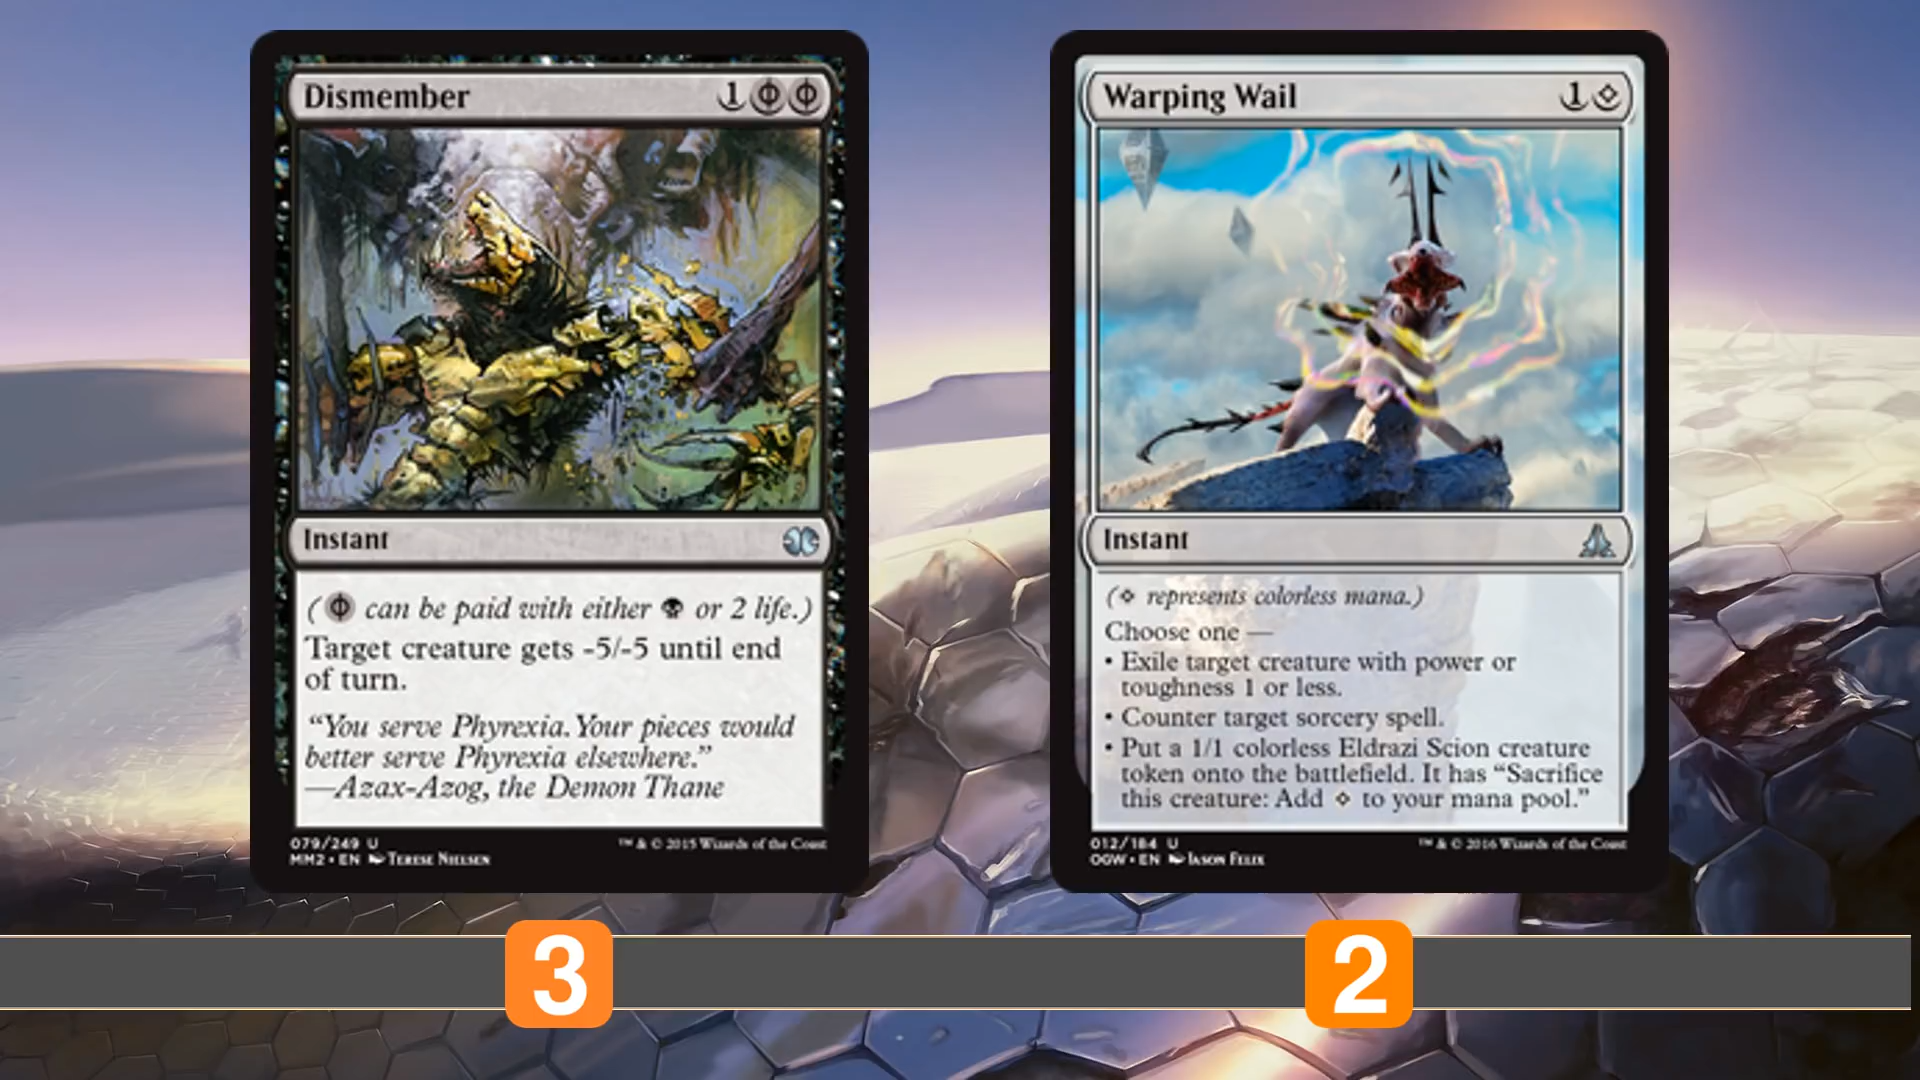 Dismember 1
Instant
( can be paid with either or 2 life.)
Target creature gets -5/-5 until end
of turn.
“You serve Phyrexia. Your pieces would
better serve Phyrexia elsewhere.”
—Azax-Azog, the Demon Thane
079/249 U
MM2 • EN Terese Nielsen
™ & © 2015 Wizards of the Coast
3
Warping Wail 1
Instant
( represents colorless mana.)
Choose one —
• Exile target creature with power or
toughness 1 or less.
• Counter target sorcery spell.
• Put a 1/1 colorless Eldrazi Scion creature
token onto the battlefield. It has “Sacrifice
this creature: Add to your mana pool.”
012/184 U
OGW • EN Jason Felix
™ & © 2016 Wizards of the Coast
2